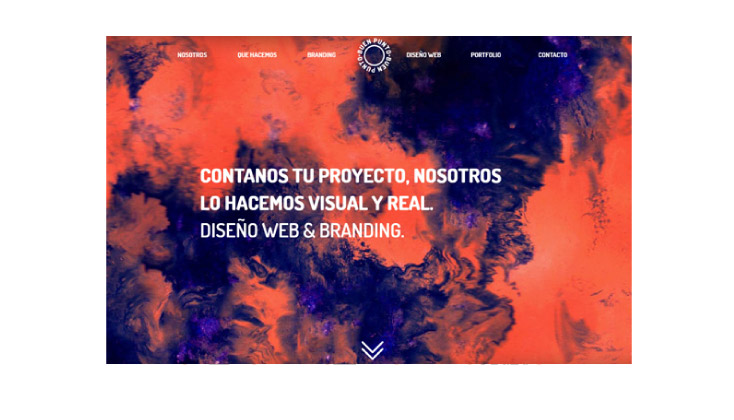 NOSOTROS QUE HACEMOS BRANDING BUEN PUNTO·BUEN PUNTO· DISEÑO WEB PORTFOLIO CONTACTO
CONTANOS TU PROYECTO, NOSOTROS
LO HACEMOS VISUAL Y REAL.
DISEÑO WEB & BRANDING.